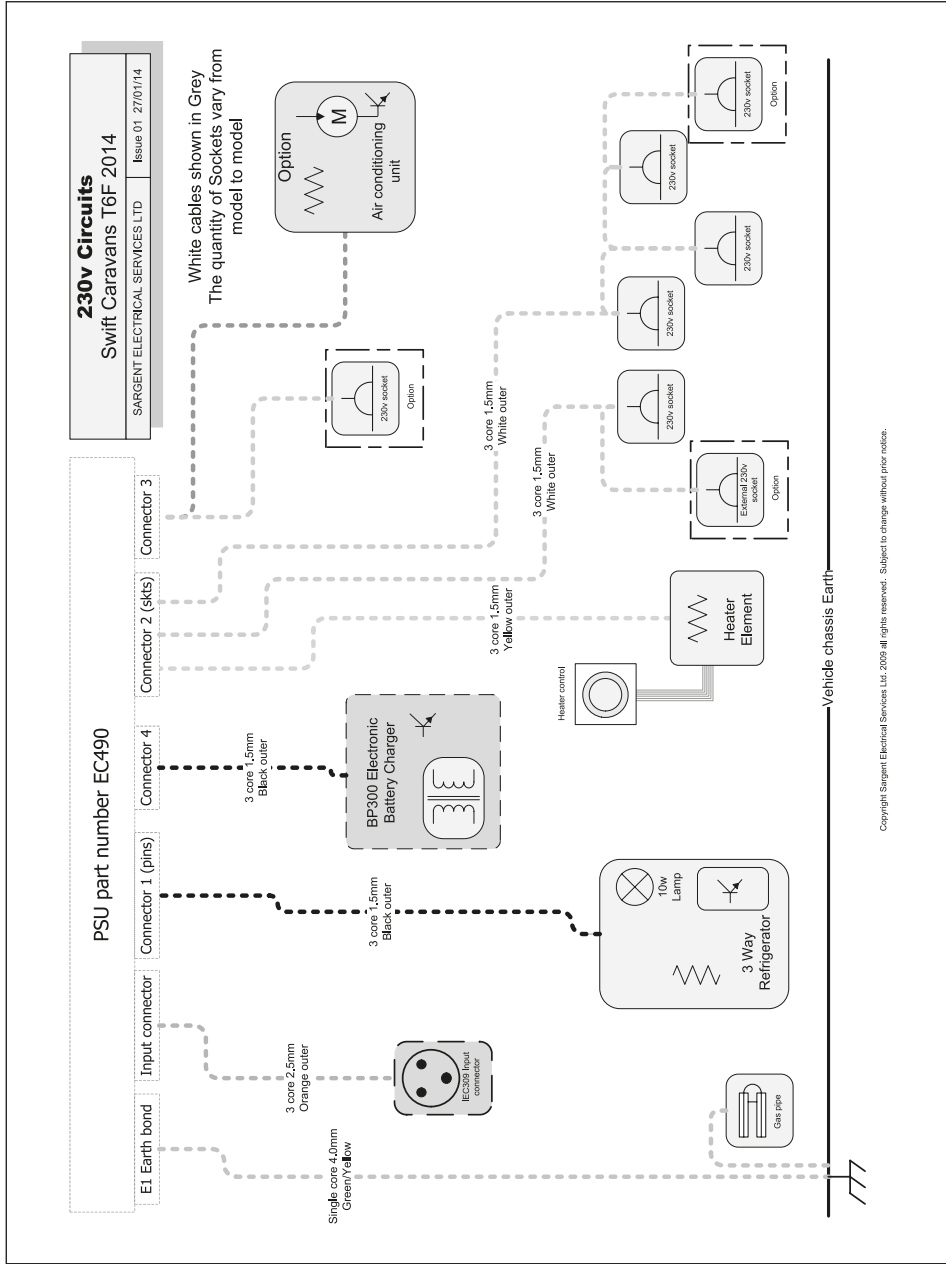 230v Circuits
Swift Caravans T6F 2014
SARGENT ELECTRICAL SERVICES LTD
Issue 01 27/01/14
White cables shown in Grey
The quantity of Sockets vary from
model to model
PSU part number EC490
E1 Earth bond
Input connector
Connector 1 (pins)
Connector 4
Connector 2 (skts)
Connector 3
Single core 4.0mm
Green/Yellow
3 core 2.5mm
Orange outer
3 core 1.5mm
Black outer
3 core 1.5mm
Black outer
3 core 1.5mm
Yellow outer
3 core 1.5mm
White outer
3 core 1.5mm
White outer
IEC309 Input
connector
BP300 Electronic
Battery Charger
230v socket
Option
Option
M
Air conditioning
unit
Gas pipe
10w
Lamp
3 Way
Refrigerator
Heater control
Heater
Element
External 230v
socket
Option
230v socket
230v socket
230v socket
230v socket
230v socket
Option
Vehicle chassis Earth
Copyright Sargent Electrical Services Ltd. 2009 all rights reserved. Subject to change without prior notice.